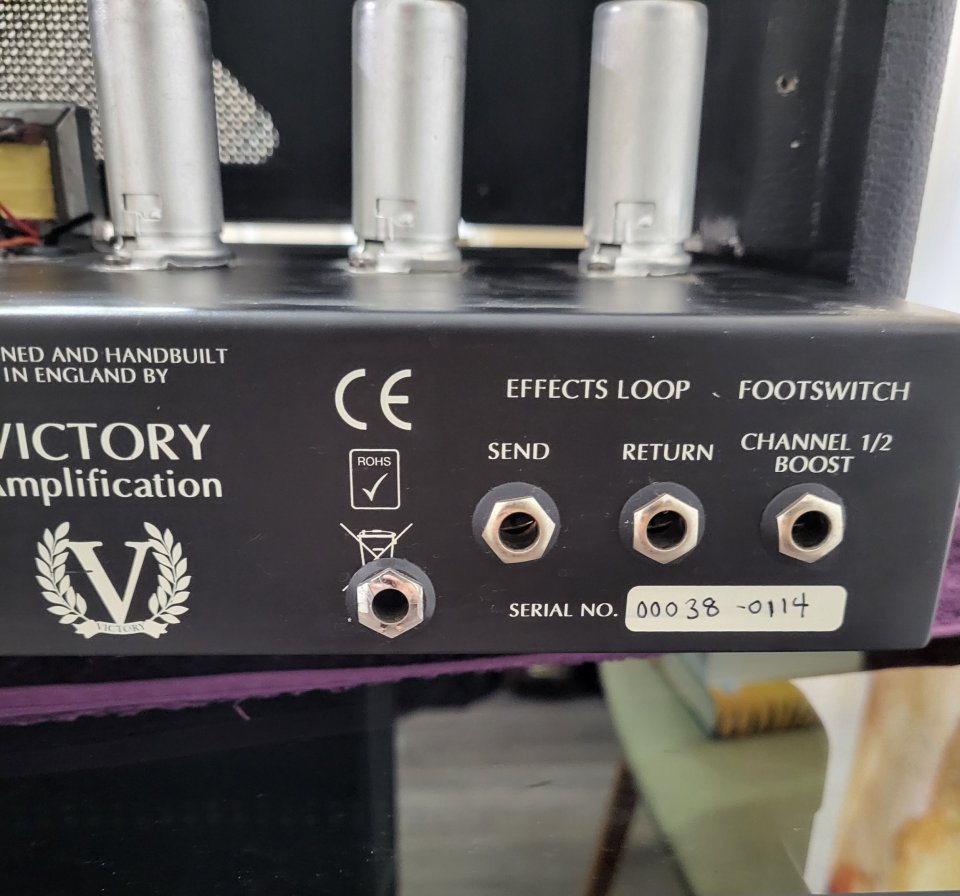 NED AND HANDBUILT
IN ENGLAND BY
VICTORY
Amplification
VICTORY
CE
ROHS
EFFECTS LOOP
SEND
RETURN
FOOTSWITCH
CHANNEL 1/2
BOOST
SERIAL NO. 00038-0114